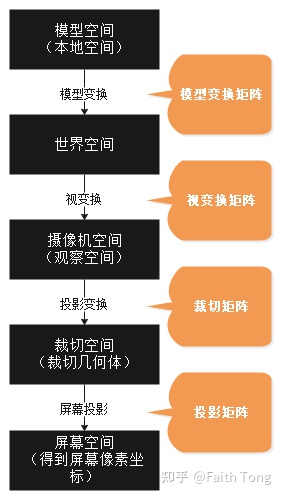 模型空间
（本地空间）
模型变换
模型变换矩阵
世界空间
视变换
视变换矩阵
摄像机空间
（观察空间）
投影变换
裁切矩阵
裁切空间
（裁切几何体）
屏幕投影
投影矩阵
屏幕空间
（得到屏幕像素坐
标）
知乎 @Faith Tong